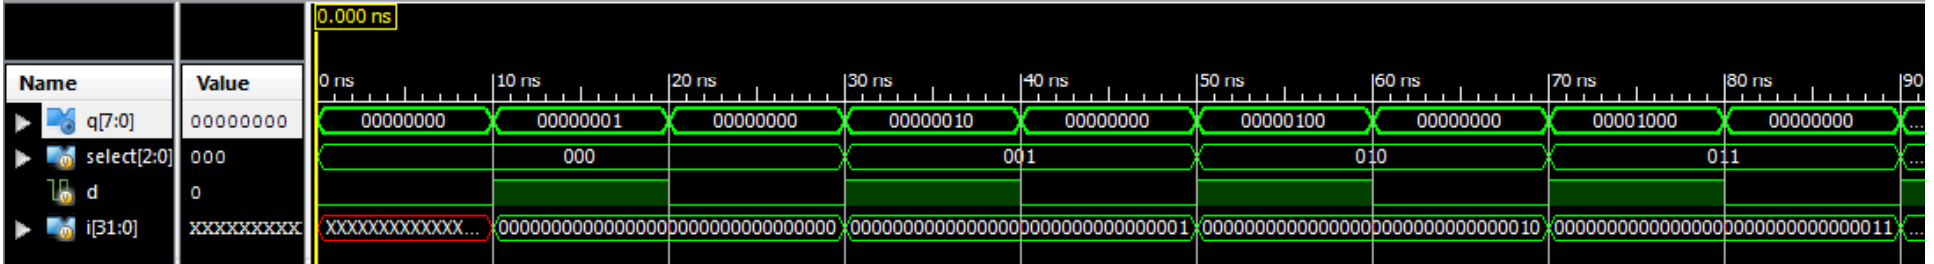 0.000 ns
Name Value 0 ns 10 ns 20 ns 30 ns 40 ns 50 ns 60 ns 70 ns 80 ns 90
q[7:0] 00000000 00000000 00000001 00000000 00000010 00000000 00000100 00000000 00001000 00000000 ...
select[2:0] 000 000 001 010 011 ...
d 0
i[31:0] XXXXXXXXXX XXXXXXXXXXXXX... 00000000000000000000000000000000 00000000000000000000000000000001 00000000000000000000000000000010 00000000000000000000000000000011 ...